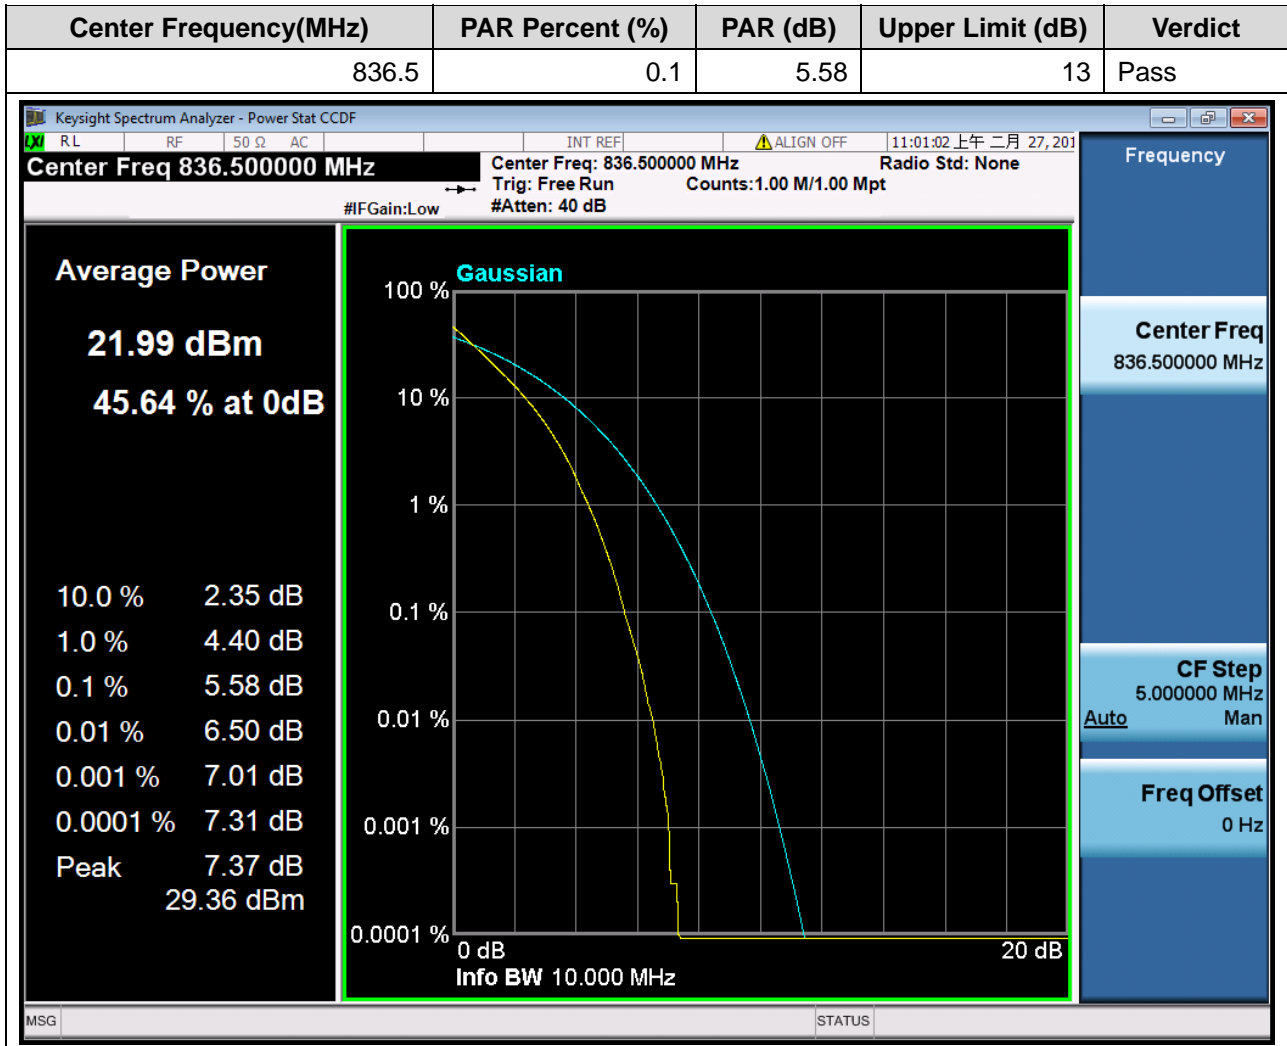 Center Frequency(MHz) PAR Percent (%) PAR (dB) Upper Limit (dB) Verdict
836.5 0.1 5.58 13 Pass
Keysight Spectrum Analyzer - Power Stat CCDF
LXI RL RF 50 Ω AC INT REF ALIGN OFF 11:01:02 上午 二月 27, 201
Center Freq 836.500000 MHz
Center Freq: 836.500000 MHz Radio Std: None
Trig: Free Run Counts:1.00 M/1.00 Mpt
#IFGain:Low #Atten: 40 dB
Frequency
Average Power
21.99 dBm
45.64 % at 0dB
10.0 % 2.35 dB
1.0 % 4.40 dB
0.1 % 5.58 dB
0.01 % 6.50 dB
0.001 % 7.01 dB
0.0001 % 7.31 dB
Peak 7.37 dB
29.36 dBm
Gaussian
100 %
10 %
1 %
0.1 %
0.01 %
0.001 %
0.0001 %
0 dB 20 dB
Info BW 10.000 MHz
Center Freq
836.500000 MHz
CF Step
5.000000 MHz
Auto Man
Freq Offset
0 Hz
MSG STATUS